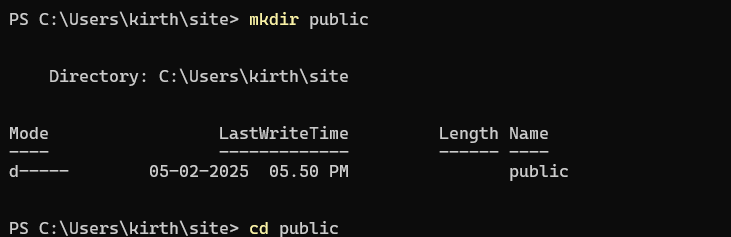 PS C:\Users\kirth\site> mkdir public
Directory: C:\Users\kirth\site
Mode                 LastWriteTime         Length Name
----                 -------------         ------ ----
d-----        05-02-2025  05.50 PM                public
PS C:\Users\kirth\site> cd public